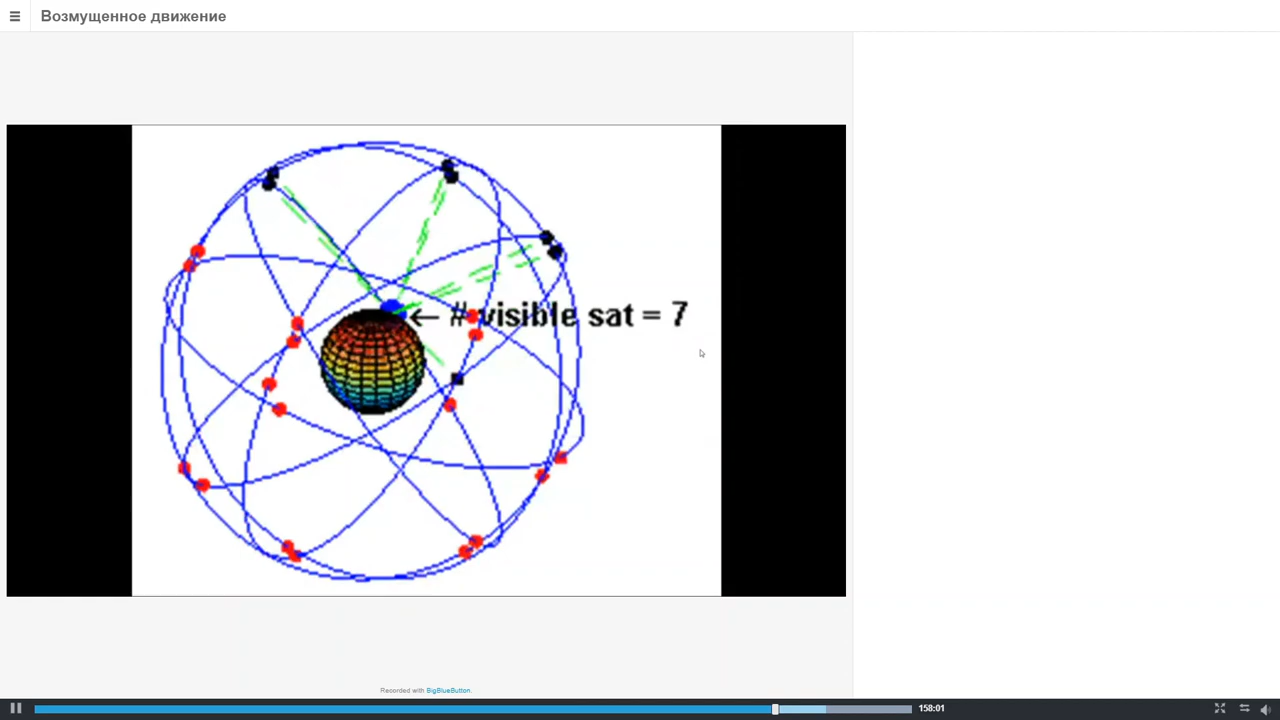 Возмущенное движение
← # visible sat = 7
Recorded with BigBlueButton.
158:01